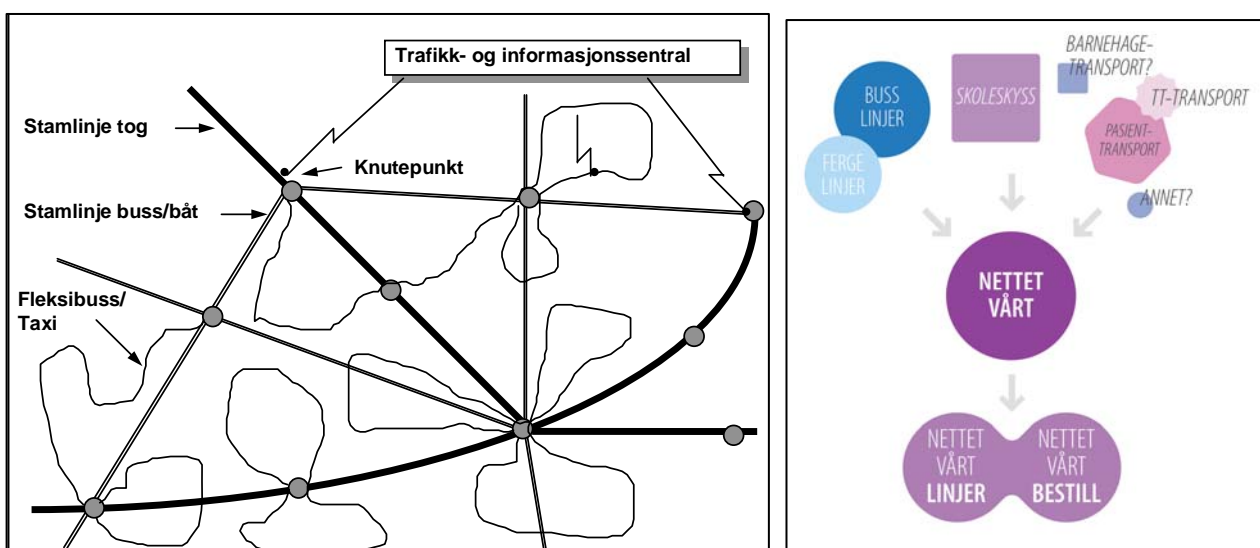 Trafikk- og informasjonssentral
Stamlinje tog
Knutepunkt
Stamlinje buss/båt
Fleksibuss/
Taxi
BUSS
LINJER
FERGE
LINJER
SKOLESKYSS
BARNEHAGE-
TRANSPORT?
TT-TRANSPORT
PASIENT-
TRANSPORT
ANNET?
NETTET
VÅRT
NETTET
VÅRT
LINJER
NETTET
VÅRT
BESTILL